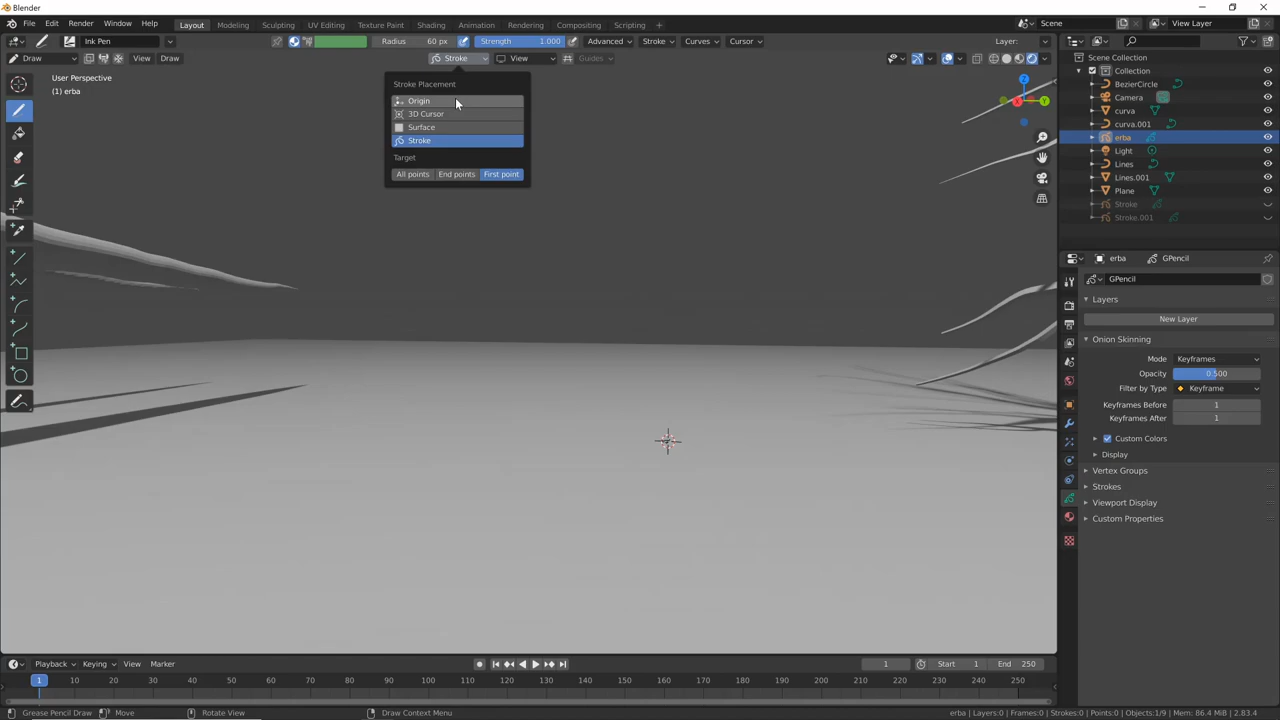 Blender
File Edit Render Window Help Layout Modeling Sculpting UV Editing Texture Paint Shading Animation Rendering Compositing Scripting + Scene View Layer
Ink Pen Radius 60 px Strength 1.000 Advanced Stroke Curves Cursor Layer:
Draw View Draw Stroke View Guides
User Perspective
(1) erba
Stroke Placement
Origin
3D Cursor
Surface
Stroke
Target
All points End points First point
X Y Z
Scene Collection
Collection
BezierCircle
Camera
curva
curva.001
erba
Light
Lines
Lines.001
Plane
Stroke
Stroke.001
erba GPencil
GPencil
Layers
New Layer
Onion Skinning
Mode Keyframes
Opacity 0.500
Filter by Type Keyframe
Keyframes Before 1
Keyframes After 1
Custom Colors
Display
Vertex Groups
Strokes
Viewport Display
Custom Properties
Playback Keying View Marker 1 Start 1 End 250
1 10 20 30 40 50 60 70 80 90 100 110 120 130 140 150 160 170 180 190 200 210 220 230 240 250
Grease Pencil Draw Move Rotate View Draw Context Menu erba | Layers:0 | Frames:0 | Strokes:0 | Points:0 | Objects:1/9 | Mem: 86.4 MiB | 2.83.4